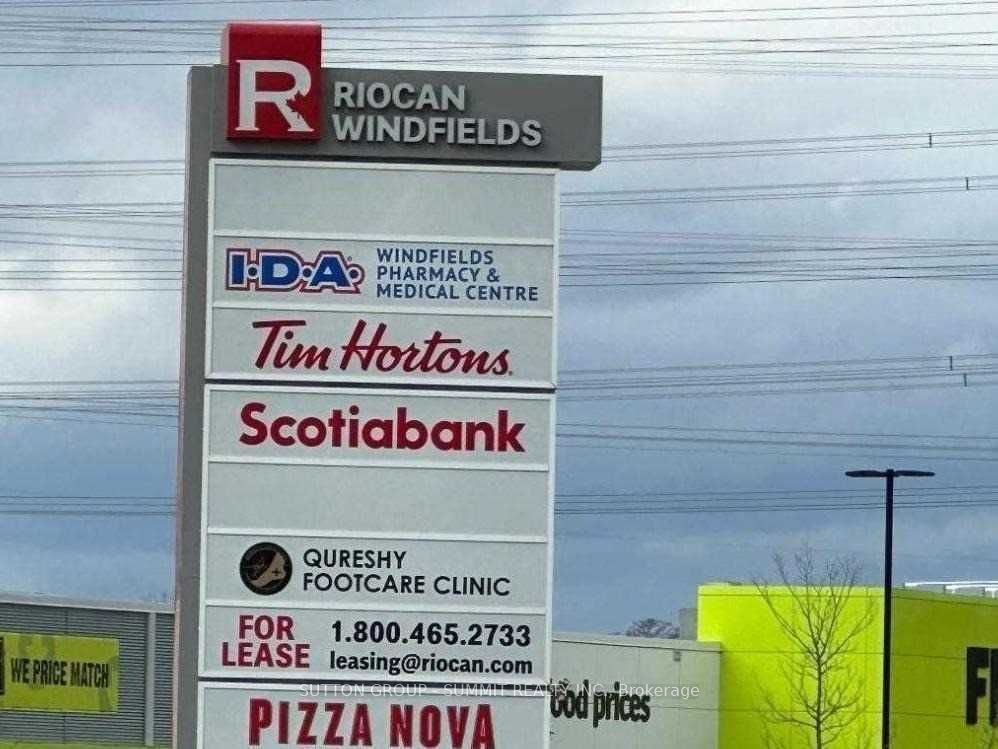 R
RIOCAN
WINDFIELDS
I·D·A·
WINDFIELDS
PHARMACY &
MEDICAL CENTRE
Tim Hortons.
Scotiabank
QURESHY
FOOTCARE CLINIC
FOR
LEASE
1.800.465.2733
leasing@riocan.com
WE PRICE MATCH
food prices
SUTTON GROUP - SUMMIT REALTY INC., Brokerage
PIZZA NOVA